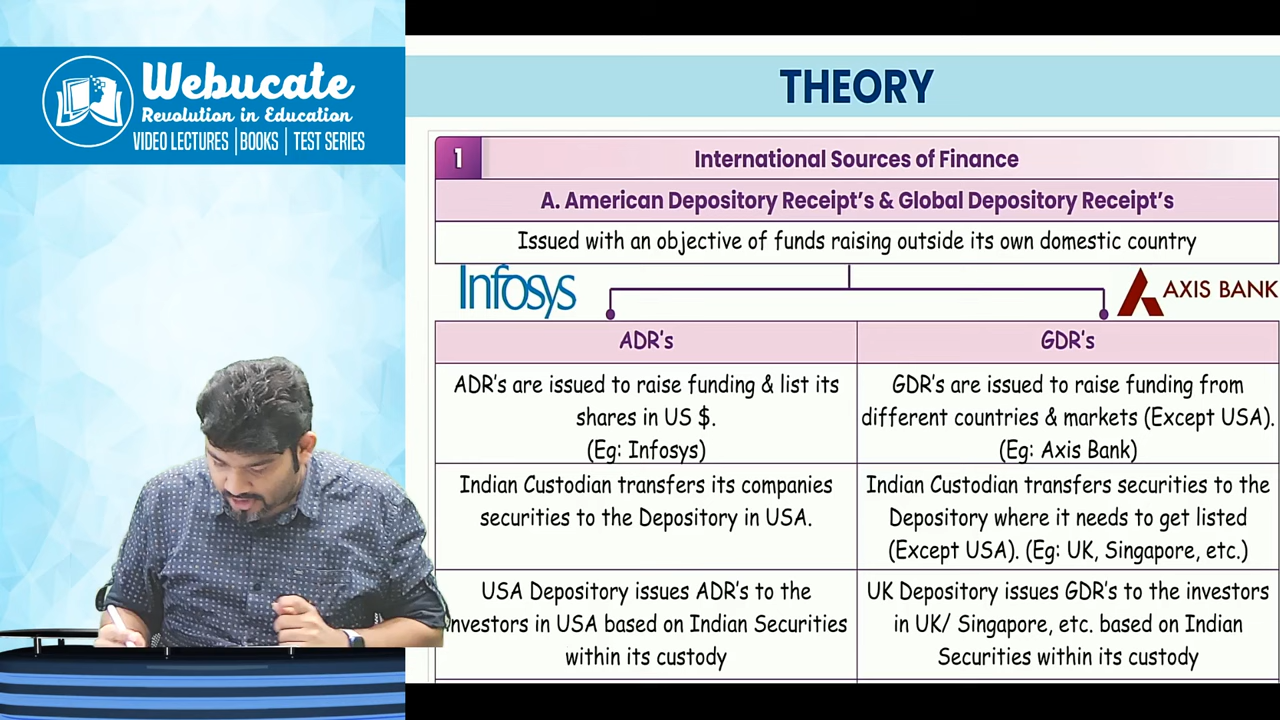 Webucate
Revolution in Education
VIDEO LECTURES | BOOKS | TEST SERIES
THEORY
1
International Sources of Finance
A. American Depository Receipt's & Global Depository Receipt's
Issued with an objective of funds raising outside its own domestic country
Infosys
AXIS BANK
ADR's
GDR's
ADR's are issued to raise funding & list its
shares in US $.
(Eg: Infosys)
GDR's are issued to raise funding from
different countries & markets (Except USA).
(Eg: Axis Bank)
Indian Custodian transfers its companies
securities to the Depository in USA.
Indian Custodian transfers securities to the
Depository where it needs to get listed
(Except USA). (Eg: UK, Singapore, etc.)
USA Depository issues ADR's to the
investors in USA based on Indian Securities
within its custody
UK Depository issues GDR's to the investors
in UK/ Singapore, etc. based on Indian
Securities within its custody